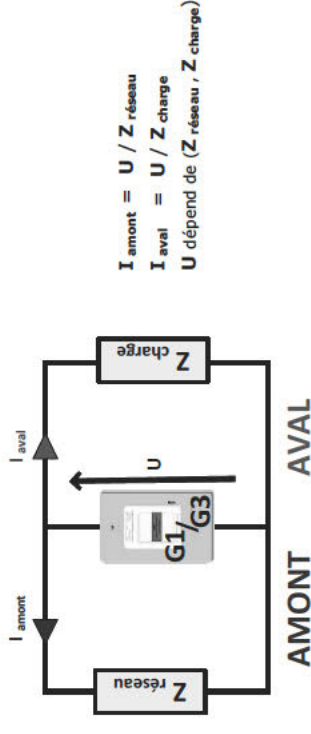 I amont
I aval
Z réseau
G1/G3
U
Z charge
AMONT
AVAL
I amont = U / Z réseau
I aval = U / Z charge
U dépend de (Z réseau , Z charge)